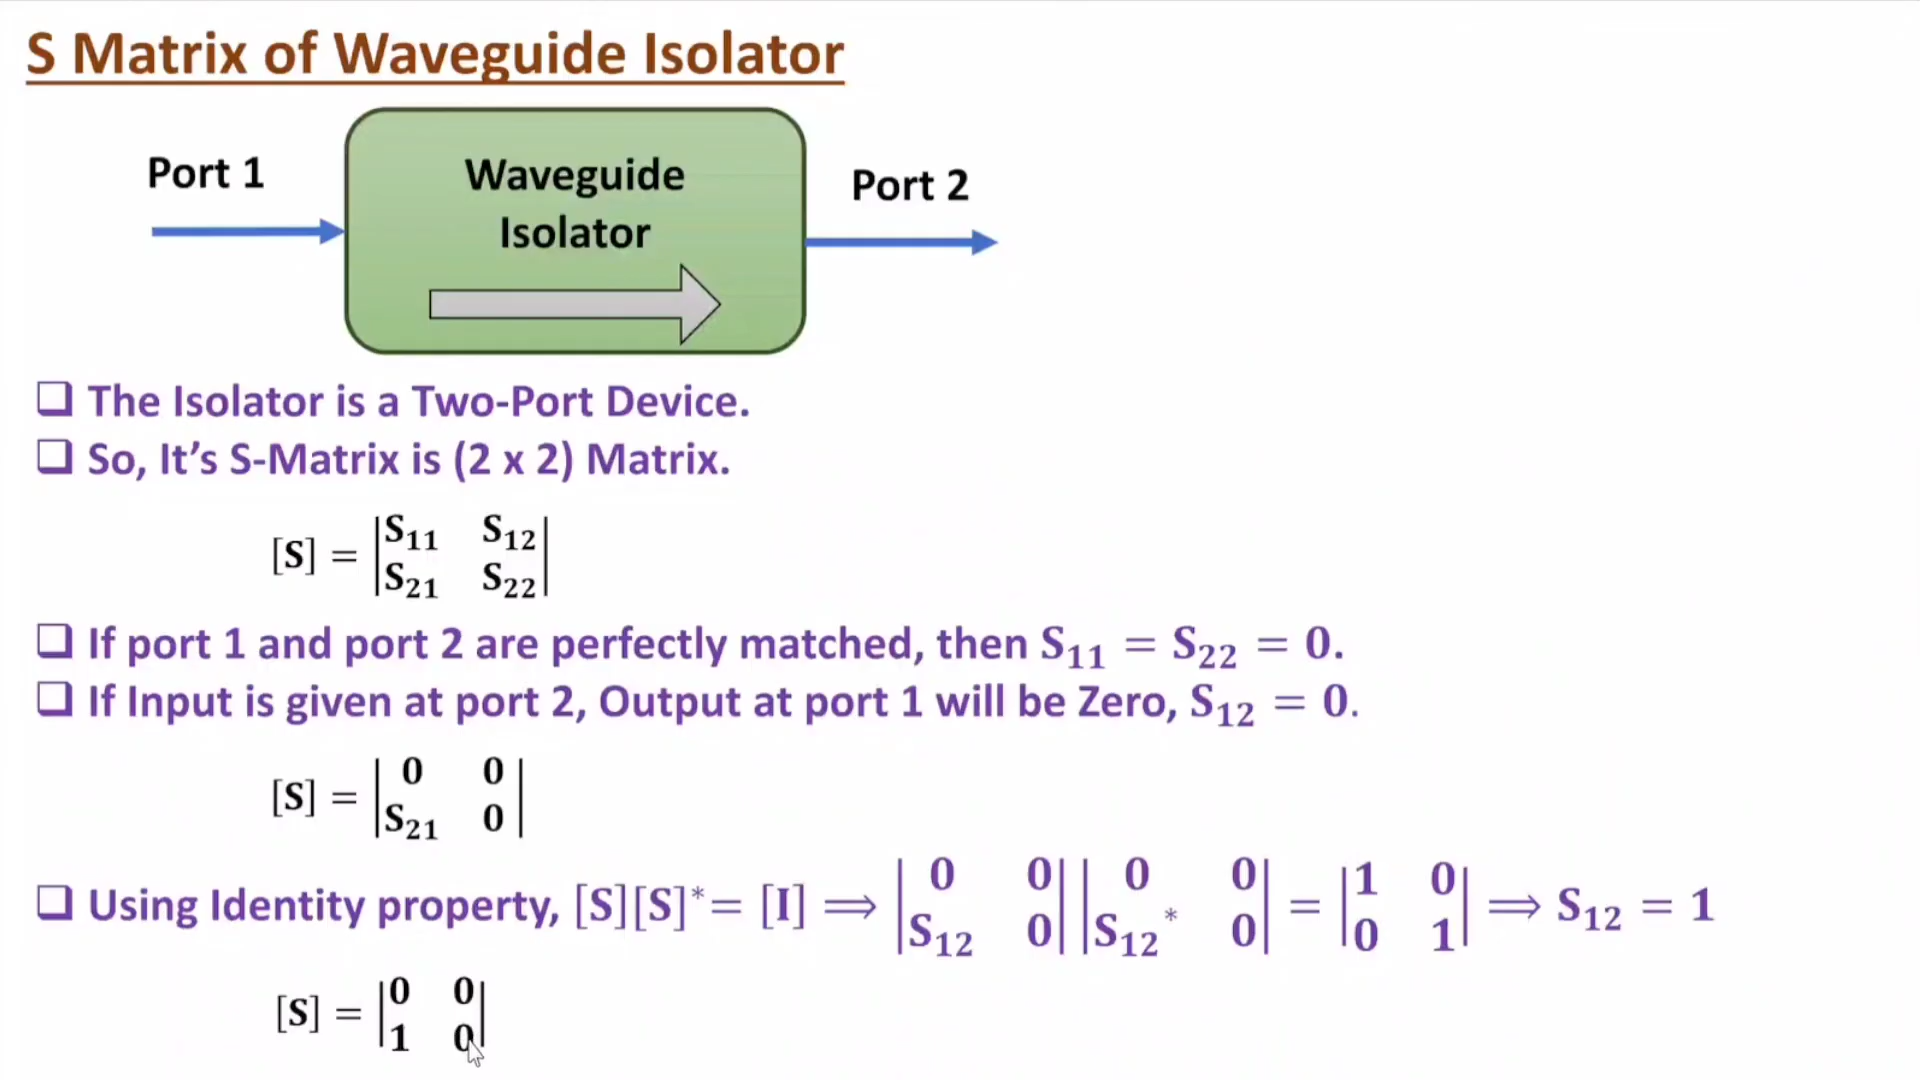 S Matrix of Waveguide Isolator
Port 1
Waveguide
Isolator
Port 2
❑ The Isolator is a Two-Port Device.
❑ So, It’s S-Matrix is (2 x 2) Matrix.
[S] = |S₁₁ S₁₂|
|S₂₁ S₂₂|
❑ If port 1 and port 2 are perfectly matched, then S₁₁ = S₂₂ = 0.
❑ If Input is given at port 2, Output at port 1 will be Zero, S₁₂ = 0.
[S] = |0 0|
|S₂₁ 0|
❑ Using Identity property, [S][S]* = [I] ⟹ |0 0| |0 0| = |1 0| ⟹ S₁₂ = 1
|S₁₂ 0| |S₁₂* 0| |0 1|
[S] = |0 0|
|1 0|